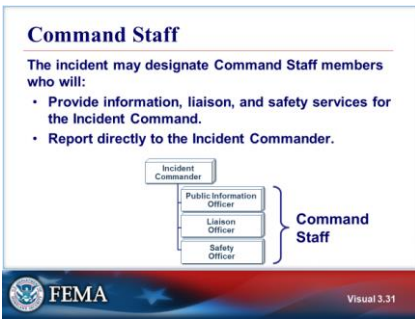 Command Staff
The incident may designate Command Staff members
who will:
• Provide information, liaison, and safety services for
the Incident Command.
• Report directly to the Incident Commander.
Incident
Commander
Public Information
Officer
Liaison
Officer
Safety
Officer
Command
Staff
FEMA
Visual 3.31